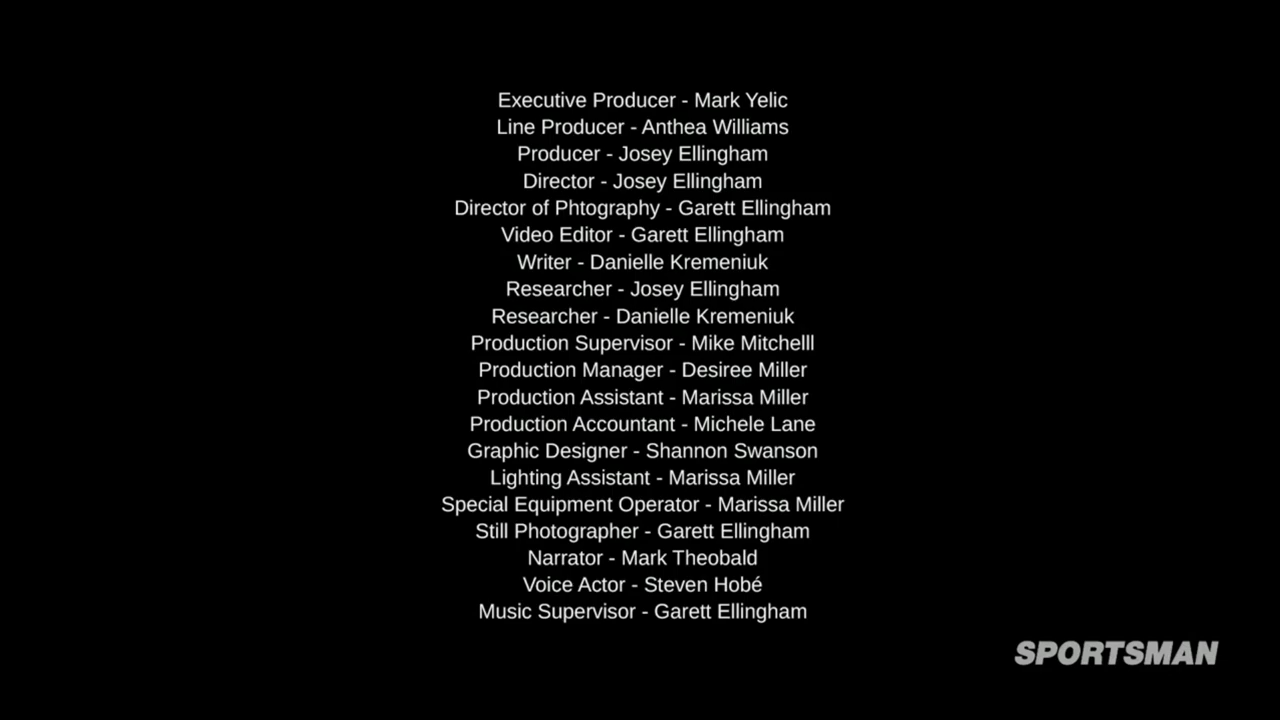 Executive Producer - Mark Yelic
Line Producer - Anthea Williams
Producer - Josey Ellingham
Director - Josey Ellingham
Director of Phtography - Garett Ellingham
Video Editor - Garett Ellingham
Writer - Danielle Kremeniuk
Researcher - Josey Ellingham
Researcher - Danielle Kremeniuk
Production Supervisor - Mike Mitchelll
Production Manager - Desiree Miller
Production Assistant - Marissa Miller
Production Accountant - Michele Lane
Graphic Designer - Shannon Swanson
Lighting Assistant - Marissa Miller
Special Equipment Operator - Marissa Miller
Still Photographer - Garett Ellingham
Narrator - Mark Theobald
Voice Actor - Steven Hobé
Music Supervisor - Garett Ellingham
SPORTSMAN